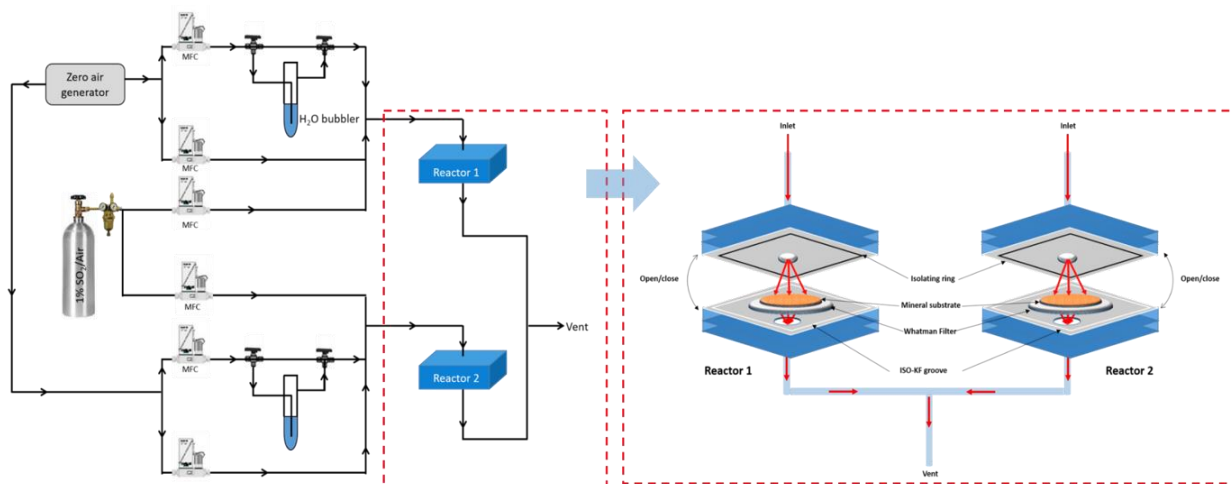 Zero air
generator
MFC
H₂O bubbler
MFC
MFC
1% SO₂/Air
MFC
MFC
MFC
Reactor 1
Reactor 2
Vent
Inlet
Inlet
Open/close
Isolating ring
Open/close
Mineral substrate
Whatman Filter
Reactor 1
ISO-KF groove
Reactor 2
Vent